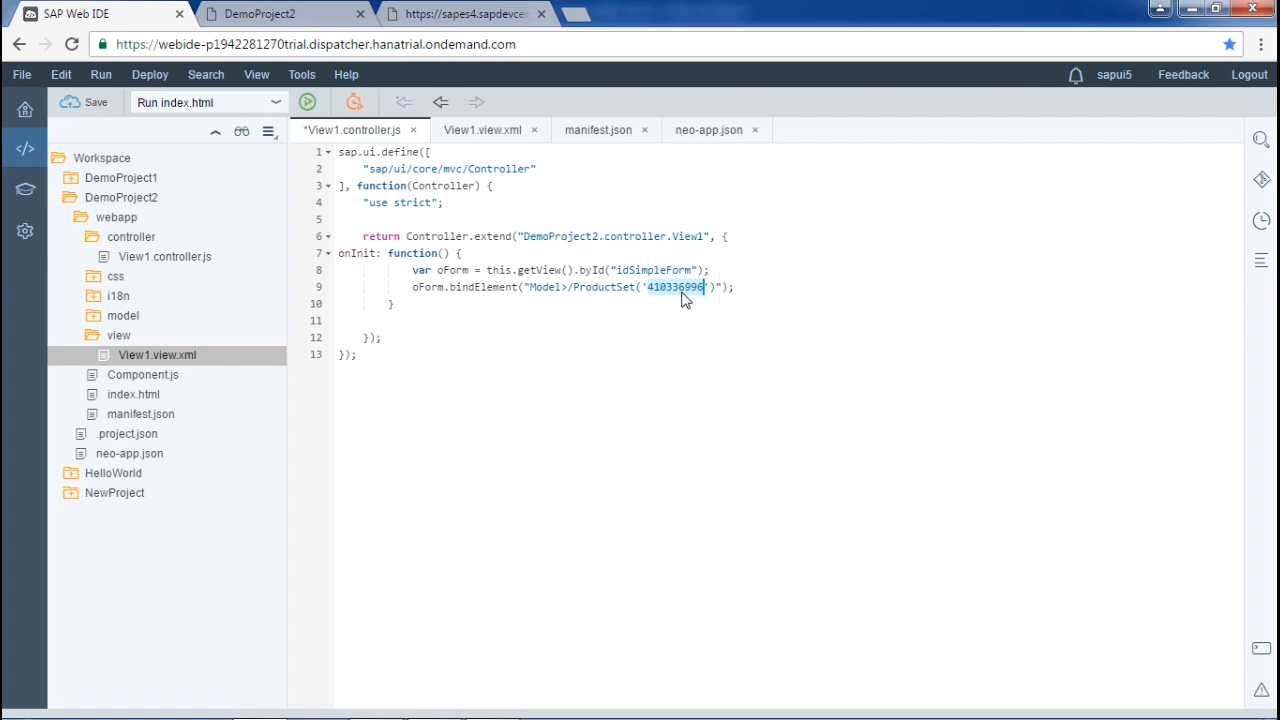 SAP Web IDE
DemoProject2
https://sapes4.sapdevcer
https://webide-p1942281270trial.dispatcher.hanatrial.ondemand.com
File Edit Run Deploy Search View Tools Help
sapui5 Feedback Logout
Save
Run index.html
*View1.controller.js
View1.view.xml
manifest.json
neo-app.json
Workspace
DemoProject1
DemoProject2
webapp
controller
View1.controller.js
css
i18n
model
view
View1.view.xml
Component.js
index.html
manifest.json
.project.json
neo-app.json
HelloWorld
NewProject
1 sap.ui.define([
2 "sap/ui/core/mvc/Controller"
3 ], function(Controller) {
4 "use strict";
5
6 return Controller.extend("DemoProject2.controller.View1", {
7 onInit: function() {
8 var oForm = this.getView().byId("idSimpleForm");
9 oForm.bindElement("Model>/ProductSet('410336996')");
10 }
11
12 });
13 });